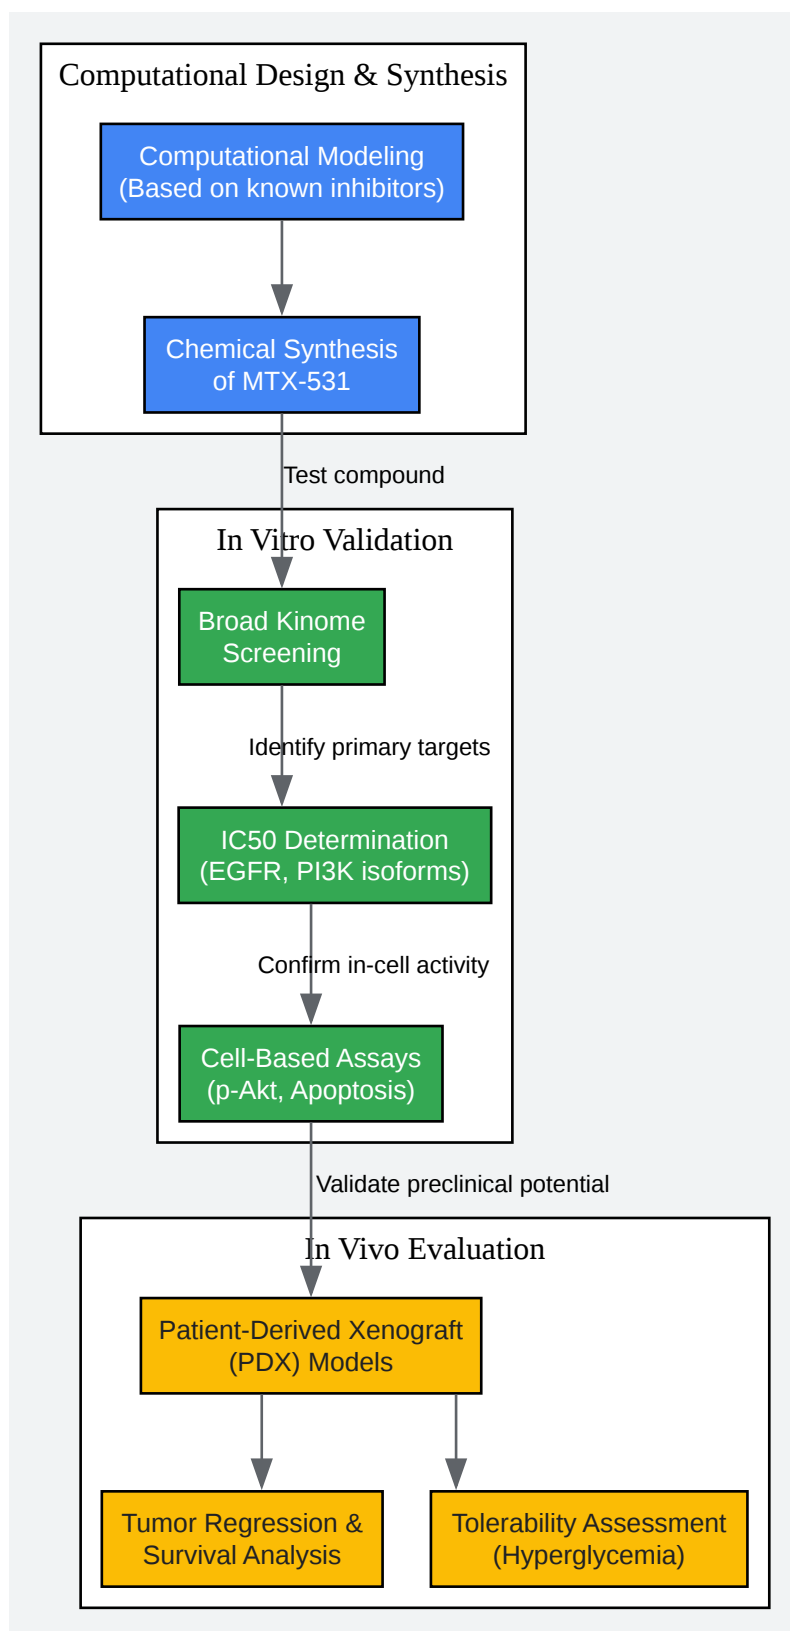 Computational Design & Synthesis
Computational Modeling
(Based on known inhibitors)
Chemical Synthesis
of MTX-531
Test compound
In Vitro Validation
Broad Kinome
Screening
Identify primary targets
IC50 Determination
(EGFR, PI3K isoforms)
Confirm in-cell activity
Cell-Based Assays
(p-Akt, Apoptosis)
Validate preclinical potential
In Vivo Evaluation
Patient-Derived Xenograft
(PDX) Models
Tumor Regression &
Survival Analysis
Tolerability Assessment
(Hyperglycemia)